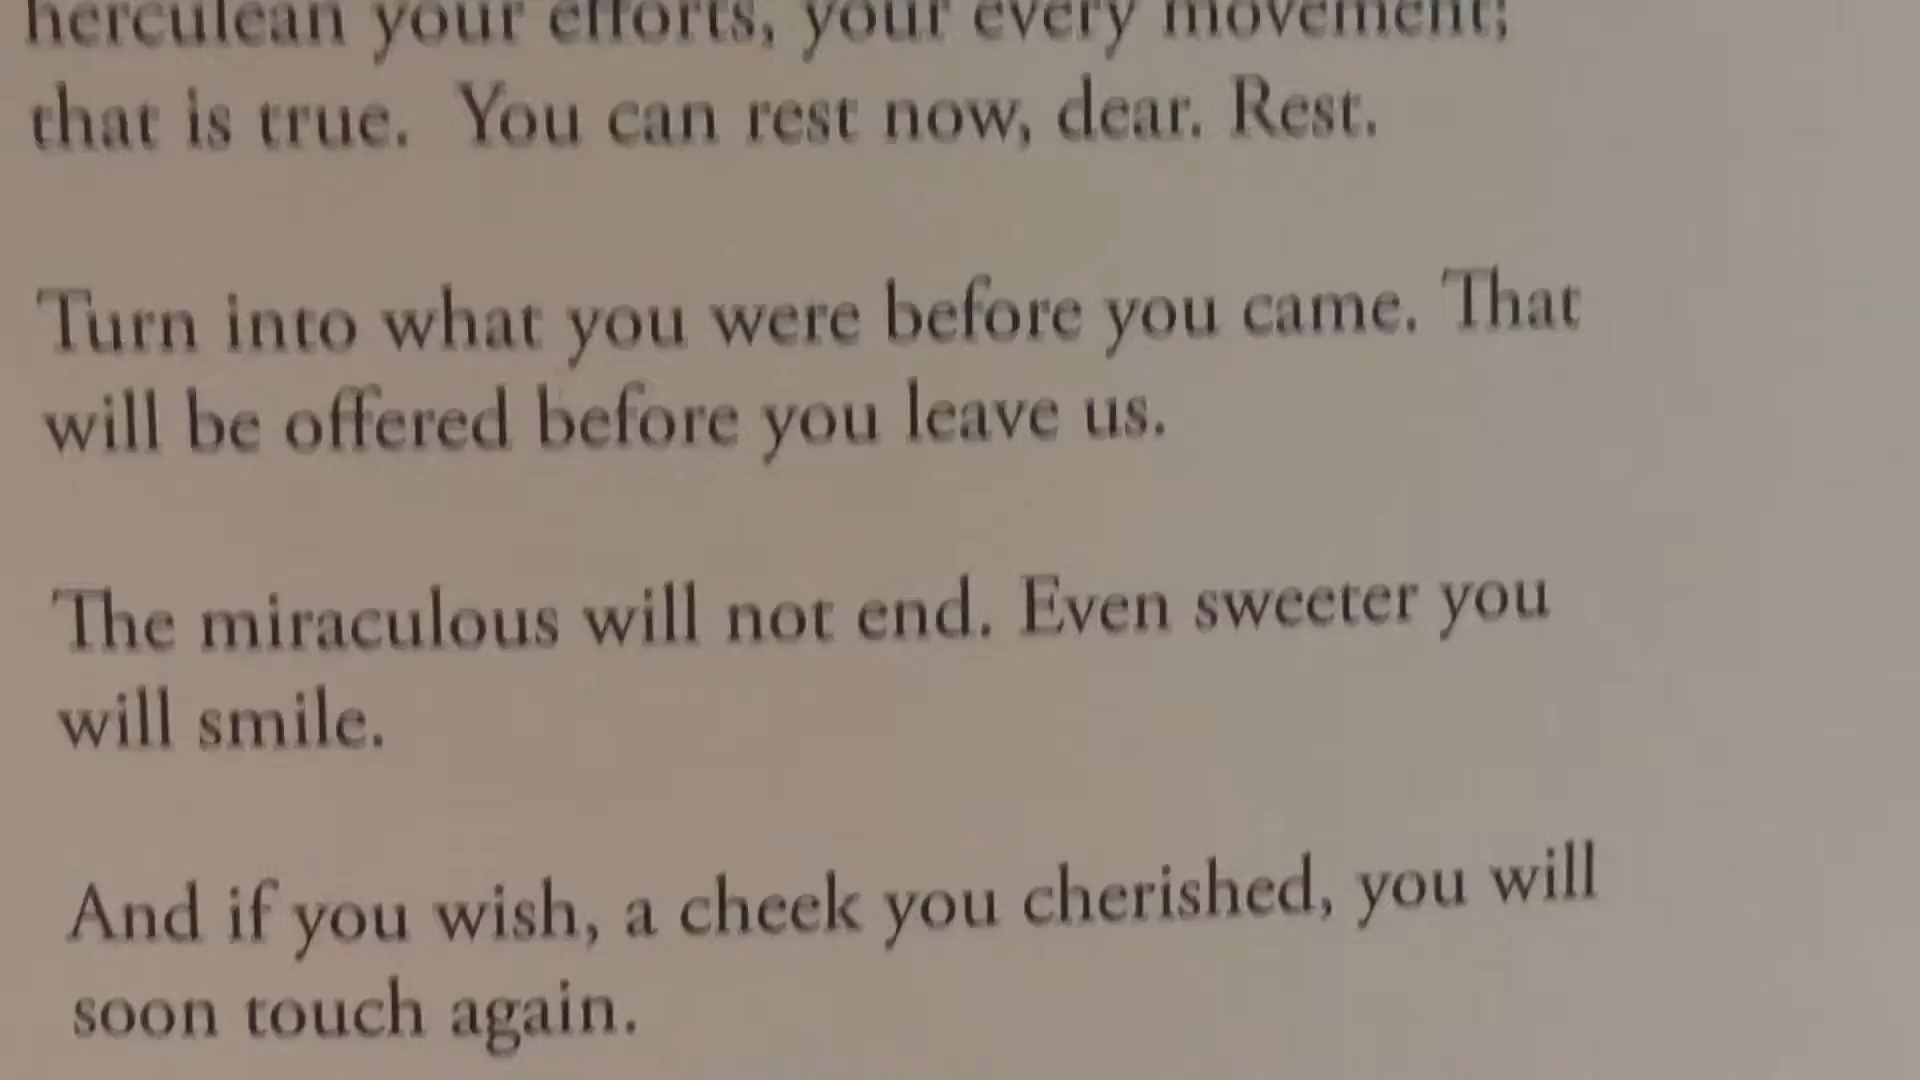 herculean your efforts, your every movement;
that is true. You can rest now, dear. Rest.
Turn into what you were before you came. That
will be offered before you leave us.
The miraculous will not end. Even sweeter you
will smile.
And if you wish, a cheek you cherished, you will
soon touch again.